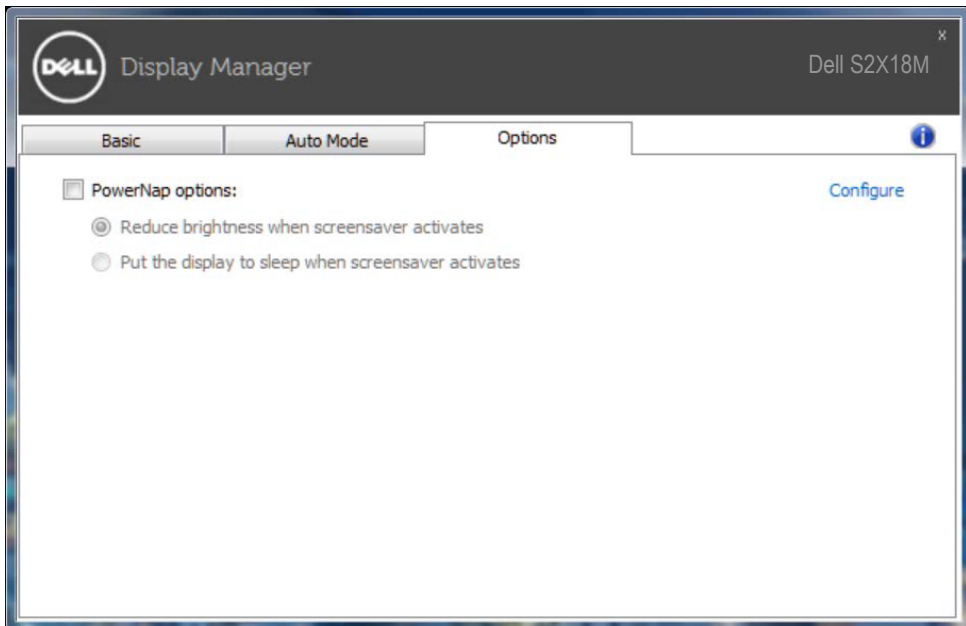 x
DELL Display Manager
Dell S2X18M
Basic
Auto Mode
Options
i
PowerNap options:
Configure
Reduce brightness when screensaver activates
Put the display to sleep when screensaver activates